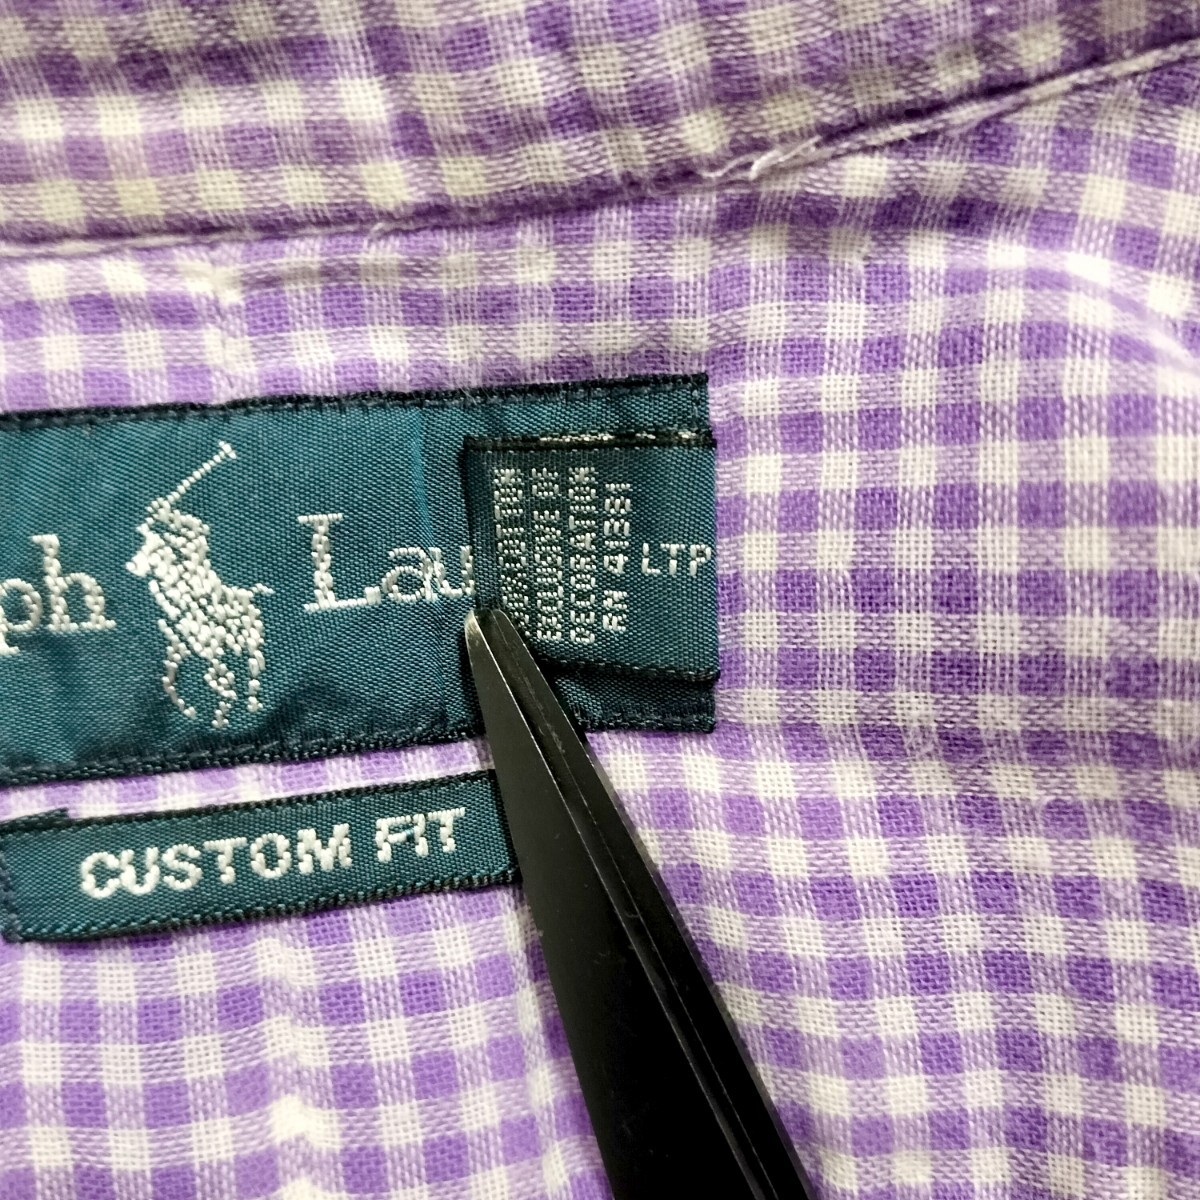 ph Lau
COTTON
EXCLUSIVE OF
DECORATION
RN 41381
LTP
CUSTOM FIT